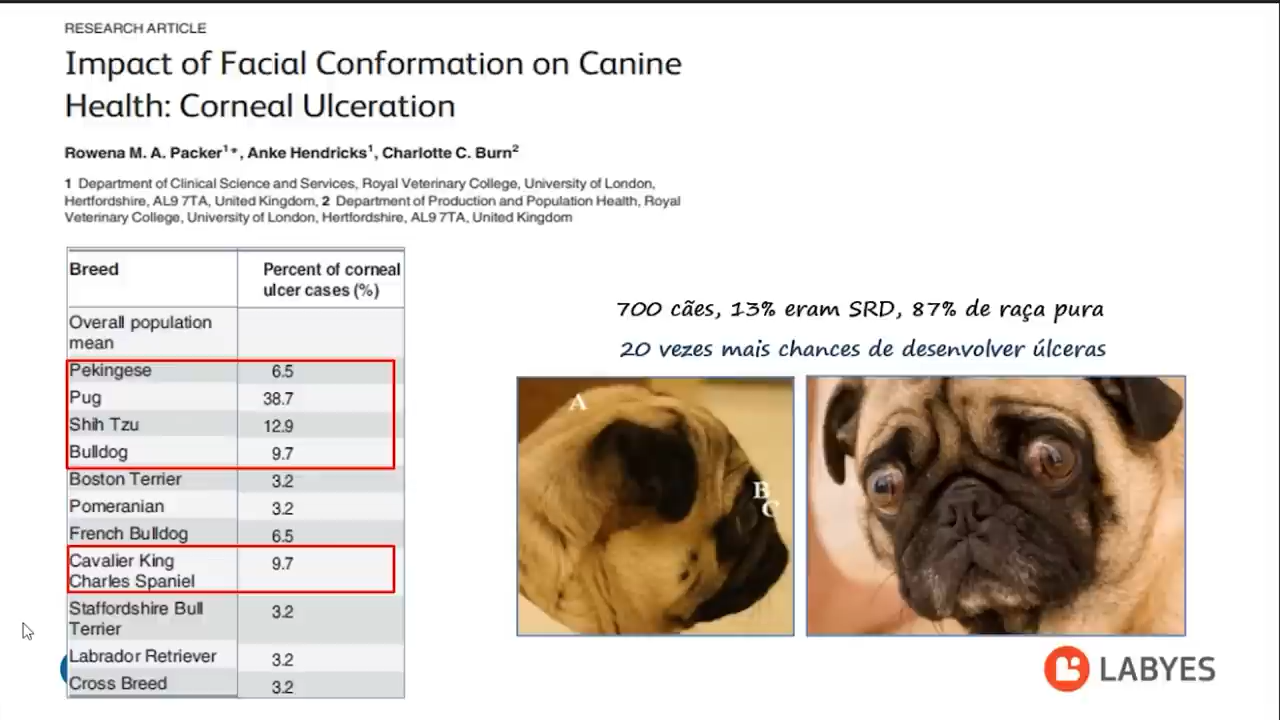 RESEARCH ARTICLE
Impact of Facial Conformation on Canine
Health: Corneal Ulceration
Rowena M. A. Packer1*, Anke Hendricks1, Charlotte C. Burn2
1 Department of Clinical Science and Services, Royal Veterinary College, University of London,
Hertfordshire, AL9 7TA, United Kingdom, 2 Department of Production and Population Health, Royal
Veterinary College, University of London, Hertfordshire, AL9 7TA, United Kingdom
Breed Percent of corneal
ulcer cases (%)
Overall population
mean
Pekingese 6.5
Pug 38.7
Shih Tzu 12.9
Bulldog 9.7
Boston Terrier 3.2
Pomeranian 3.2
French Bulldog 6.5
Cavalier King 9.7
Charles Spaniel
Staffordshire Bull 3.2
Terrier
Labrador Retriever 3.2
Cross Breed 3.2
700 cães, 13% eram SRD, 87% de raça pura
20 vezes mais chances de desenvolver úlceras
A
B
C
LABYES